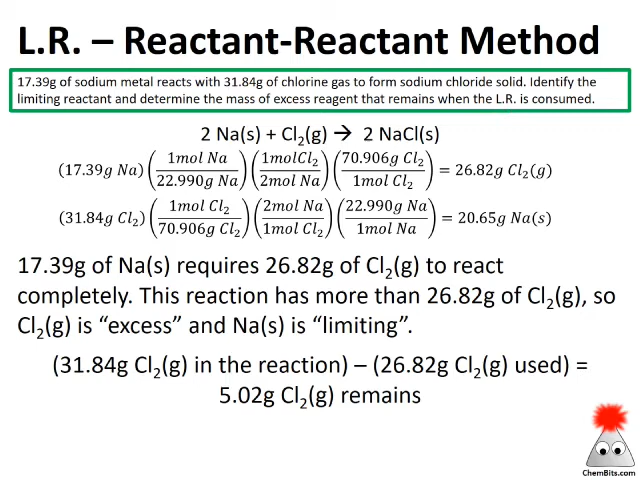 L.R. – Reactant-Reactant Method
17.39g of sodium metal reacts with 31.84g of chlorine gas to form sodium chloride solid. Identify the
limiting reactant and determine the mass of excess reagent that remains when the L.R. is consumed.
2 Na(s) + Cl₂(g) → 2 NaCl(s)
(17.39g Na) (1mol Na / 22.990g Na) (1molCl₂ / 2mol Na) (70.906g Cl₂ / 1mol Cl₂) = 26.82g Cl₂(g)
(31.84g Cl₂) (1mol Cl₂ / 70.906g Cl₂) (2mol Na / 1mol Cl₂) (22.990g Na / 1mol Na) = 20.65g Na(s)
17.39g of Na(s) requires 26.82g of Cl₂(g) to react
completely. This reaction has more than 26.82g of Cl₂(g), so
Cl₂(g) is “excess” and Na(s) is “limiting”.
(31.84g Cl₂(g) in the reaction) – (26.82g Cl₂(g) used) =
5.02g Cl₂(g) remains
ChemBits.com